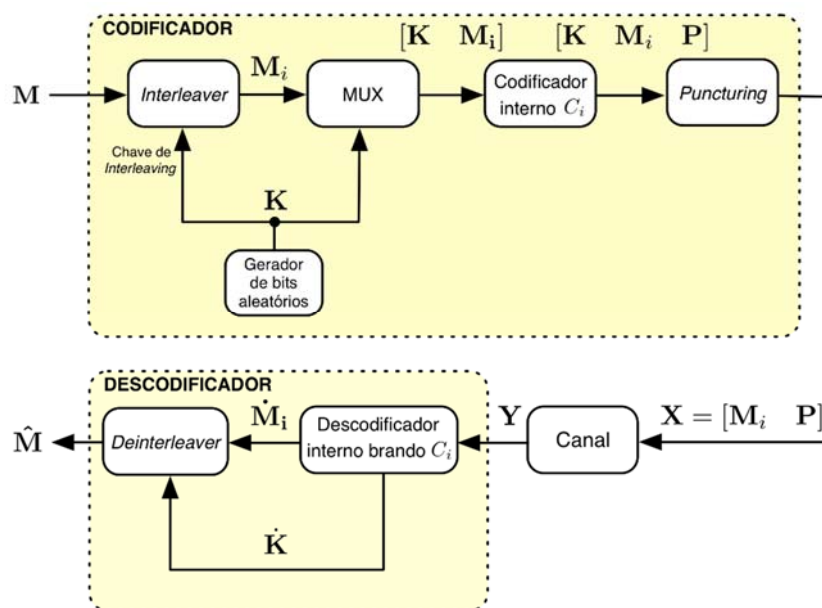 CODIFICADOR
[K M_i] [K M_i P]
M
Interleaver
M_i
MUX
Codificador
interno C_i
Puncturing
Chave de
Interleaving
K
Gerador
de bits
aleatórios
DESCODIFICADOR
M̂
Deinterleaver
Ṁ_i
Descodificador
interno brando C_i
Y
Canal
X = [M_i P]
K̇